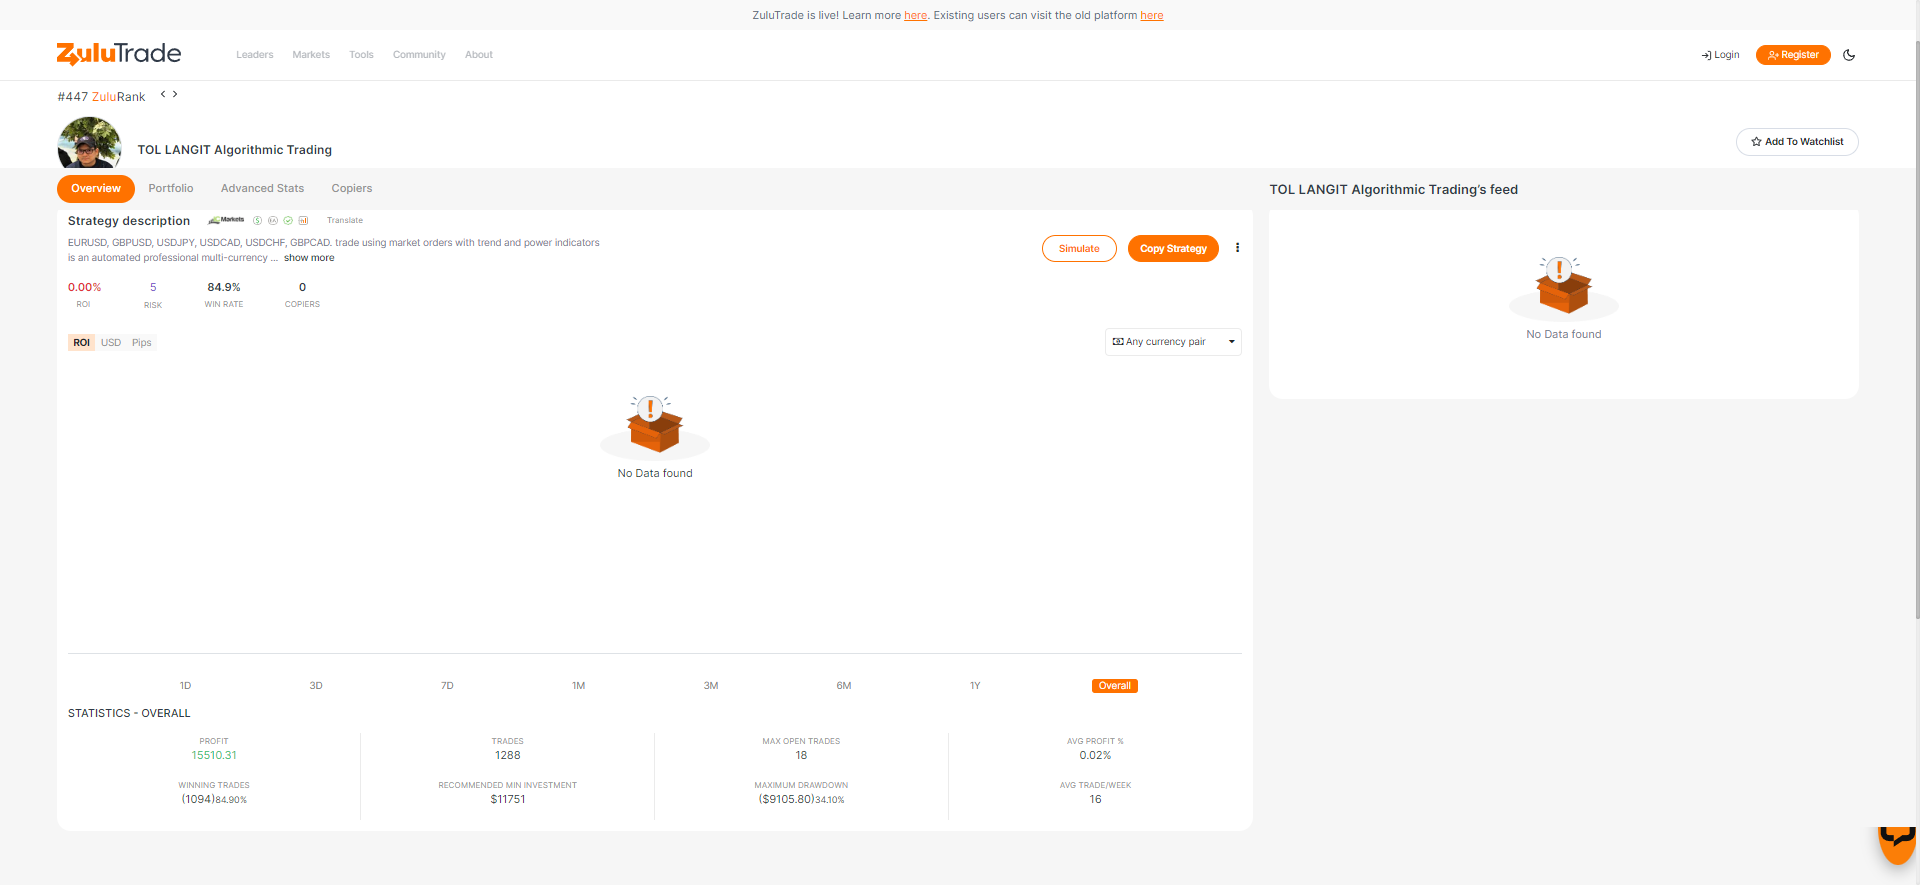 ZuluTrade is live! Learn more here. Existing users can visit the old platform here
ZuluTrade
Leaders Markets Tools Community About
Login Register
#447 ZuluRank
TOL LANGIT Algorithmic Trading
Add To Watchlist
Overview Portfolio Advanced Stats Copiers
TOL LANGIT Algorithmic Trading's feed
Strategy description Markets Translate
EURUSD, GBPUSD, USDJPY, USDCAD, USDCHF, GBPCAD. trade using market orders with trend and power indicators
is an automated professional multi-currency ... show more
Simulate Copy Strategy
0.00% 5 84.9% 0
ROI RISK WIN RATE COPIERS
No Data found
ROI USD Pips
Any currency pair
No Data found
1D 3D 7D 1M 3M 6M 1Y Overall
STATISTICS - OVERALL
PROFIT TRADES MAX OPEN TRADES AVG PROFIT %
15510.31 1288 18 0.02%
WINNING TRADES RECOMMENDED MIN INVESTMENT MAXIMUM DRAWDOWN AVG TRADE/WEEK
(1094)84.90% $11751 ($9105.80)34.10% 16